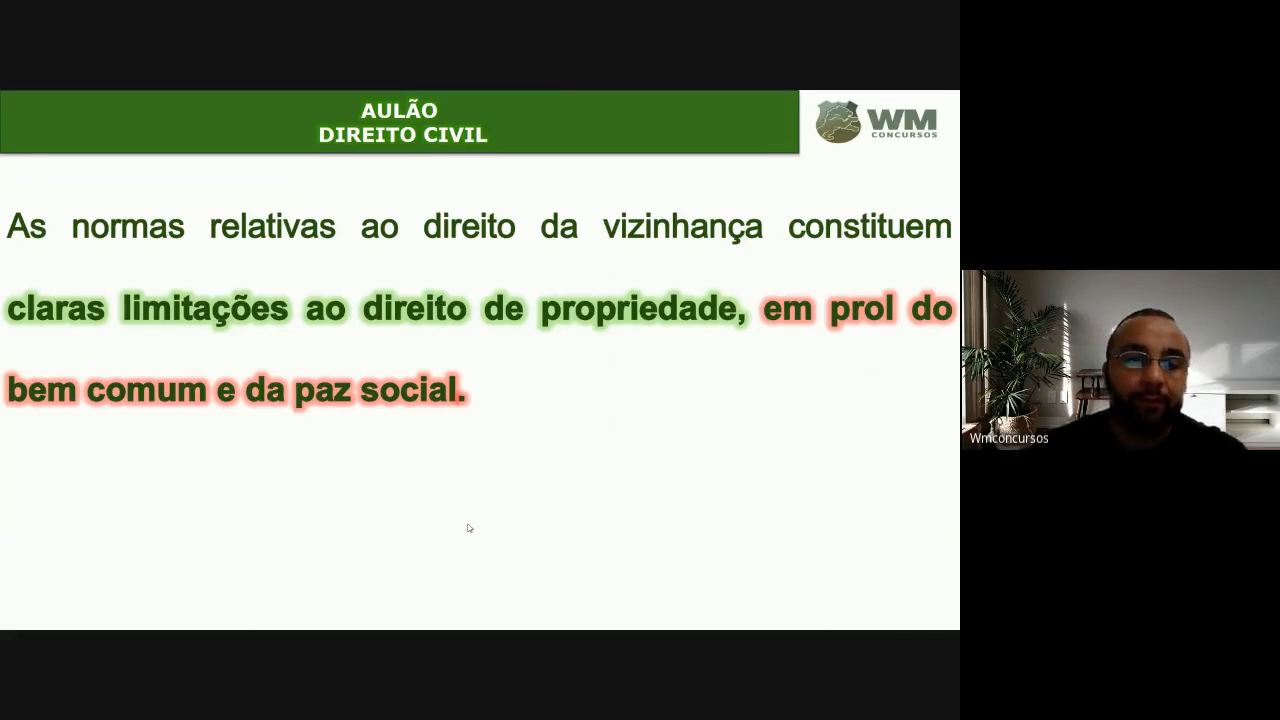 AULÃO
DIREITO CIVIL
WM
CONCURSOS
As normas relativas ao direito da vizinhança constituem
claras limitações ao direito de propriedade, em prol do
bem comum e da paz social.
Wmconcursos